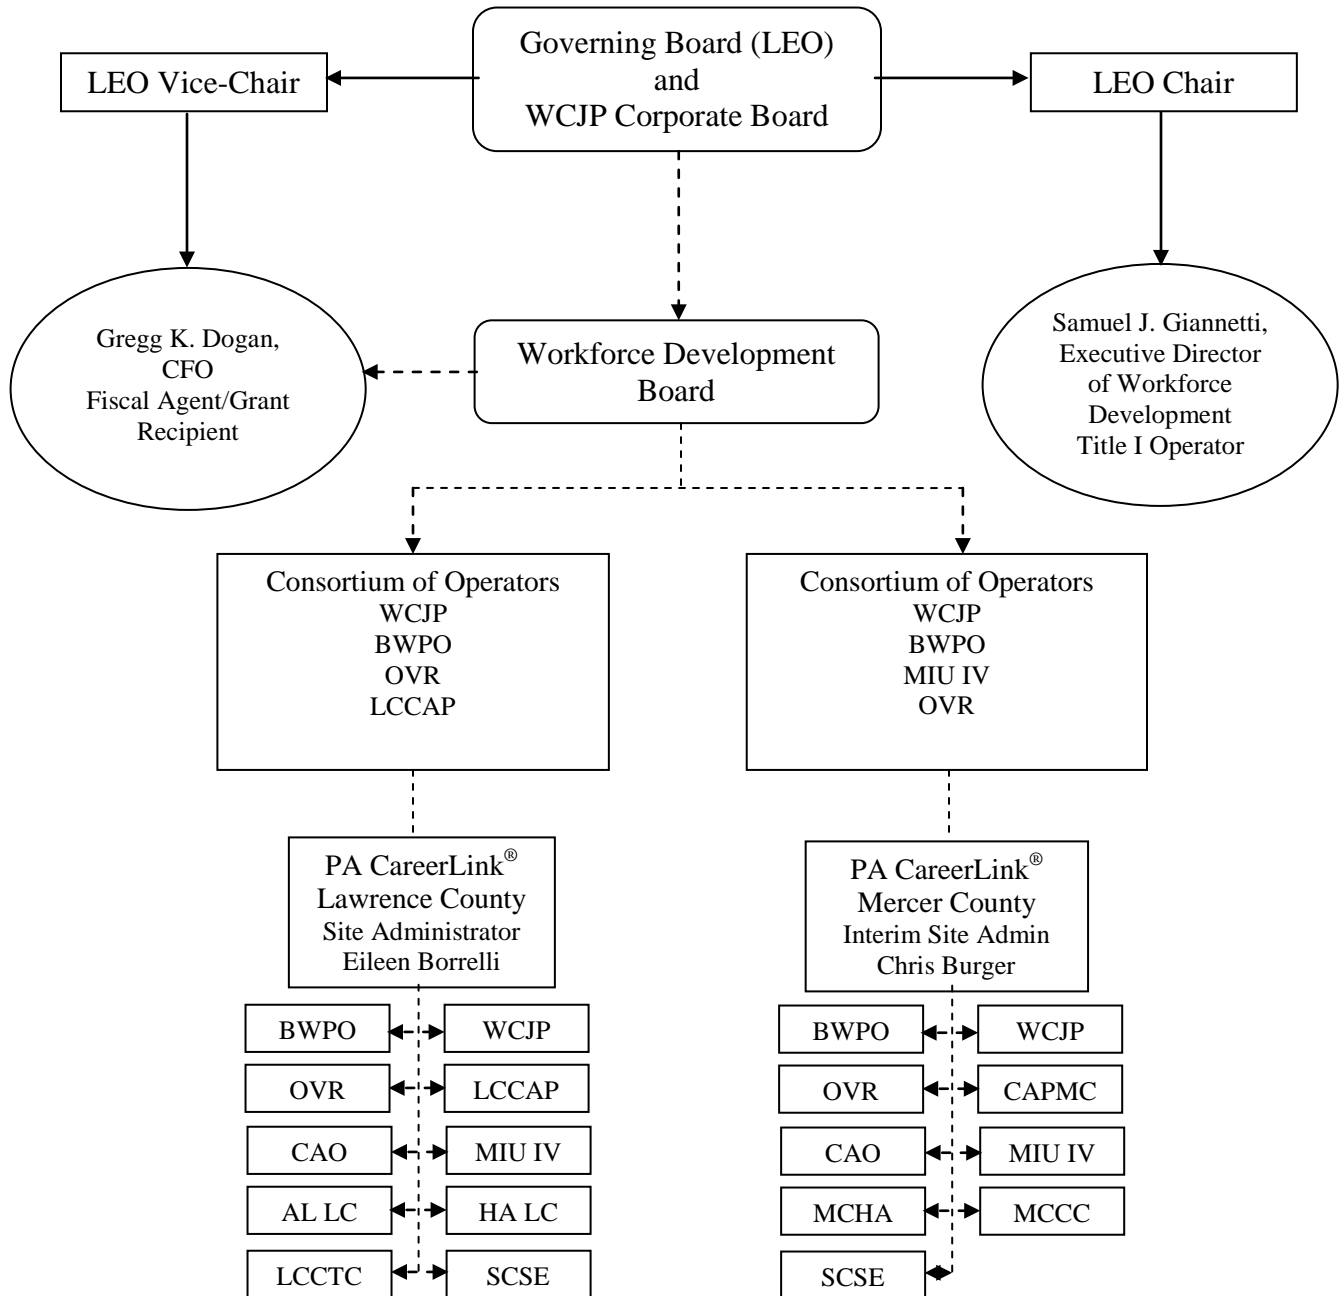 Governing Board (LEO)
and
WCJP Corporate Board
LEO Vice-Chair
LEO Chair
Gregg K. Dogan,
CFO
Fiscal Agent/Grant
Recipient
Workforce Development
Board
Samuel J. Giannetti,
Executive Director
of Workforce
Development
Title I Operator
Consortium of Operators
WCJP
BWPO
OVR
LCCAP
Consortium of Operators
WCJP
BWPO
MIU IV
OVR
PA CareerLink®
Lawrence County
Site Administrator
Eileen Borrelli
PA CareerLink®
Mercer County
Interim Site Admin
Chris Burger
BWPO
WCJP
OVR
LCCAP
CAO
MIU IV
AL LC
HA LC
LCCTC
SCSE
BWPO
WCJP
OVR
CAPMC
CAO
MIU IV
MCHA
MCCC
SCSE